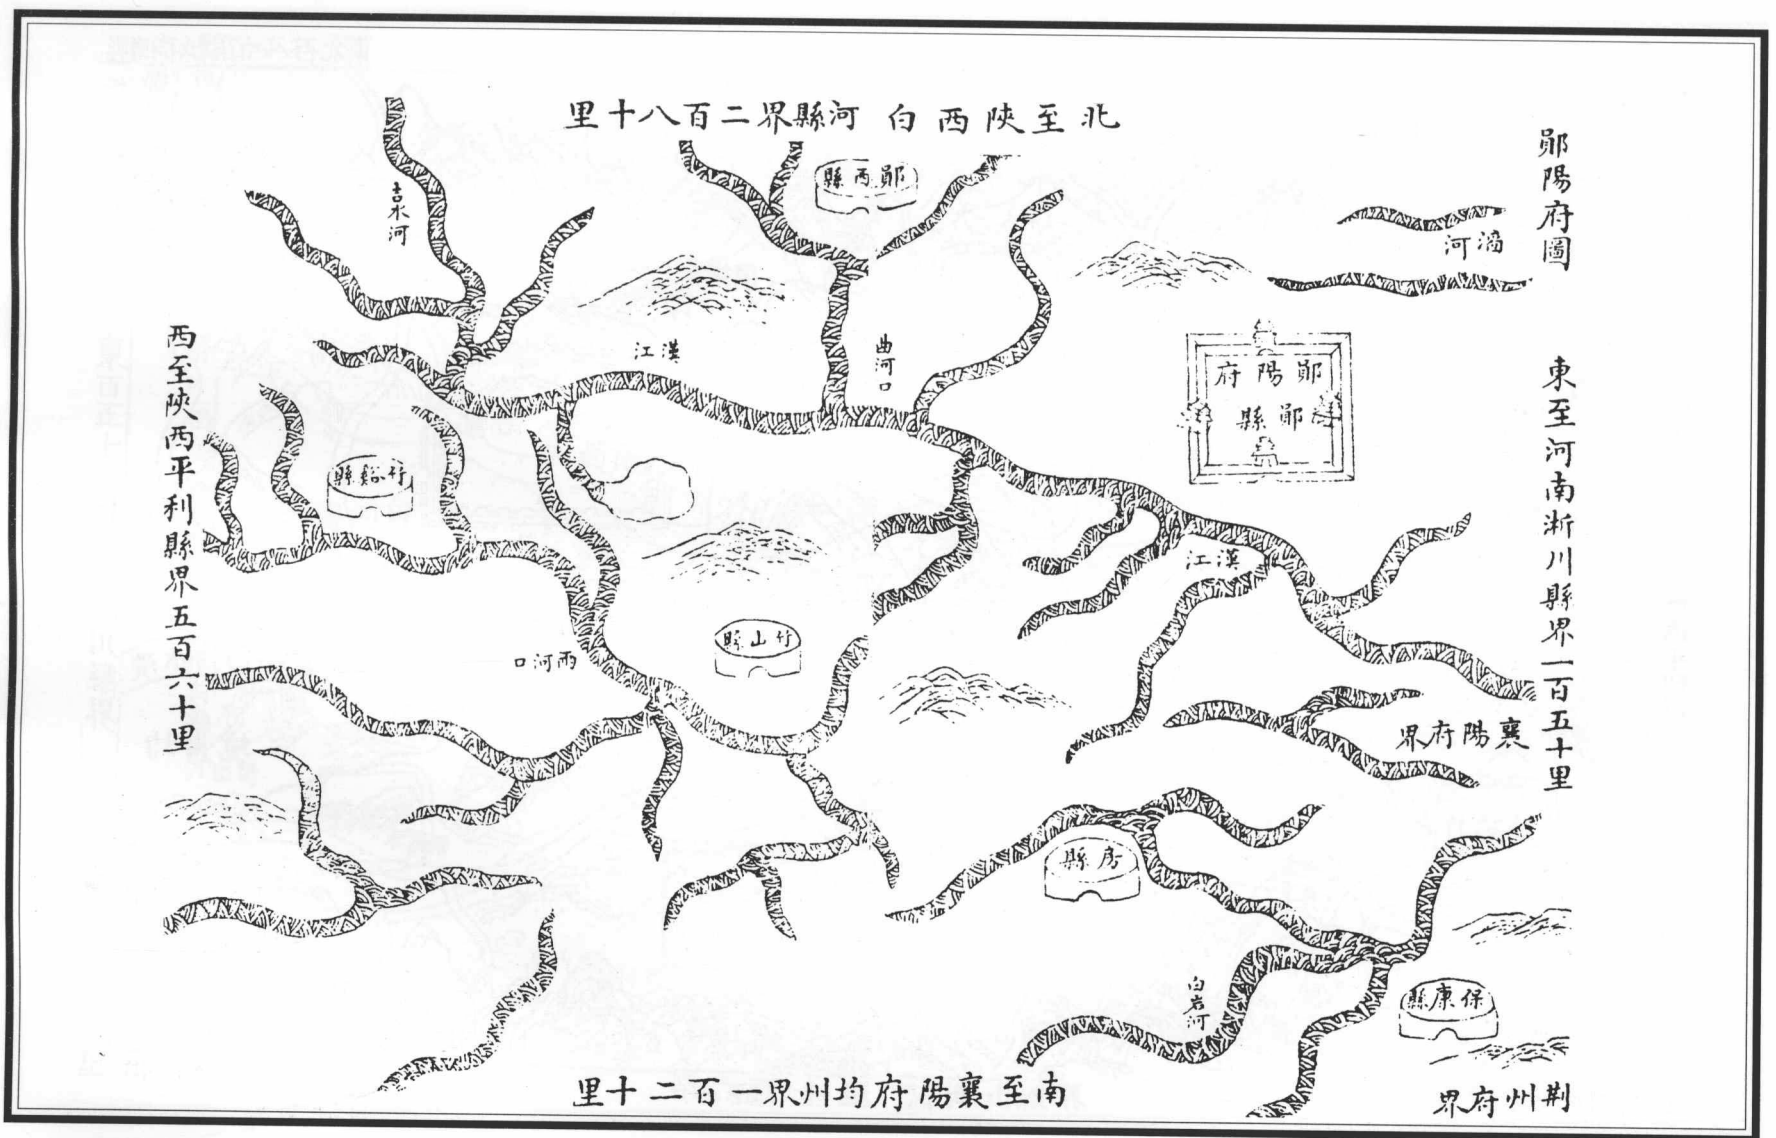 鄖陽府圖
北至陝西白河縣界二百八十里
東至河南淅川縣界一百五十里
南至襄陽府均州界一百二十里
西至陝西平利縣界五百六十里
鄖西縣
吉水河
滔河
漢江
曲河口
鄖陽府
鄖縣
竹谿縣
漢江
竹山縣
兩河口
襄陽府界
房縣
白岩河
保康縣
荆州府界